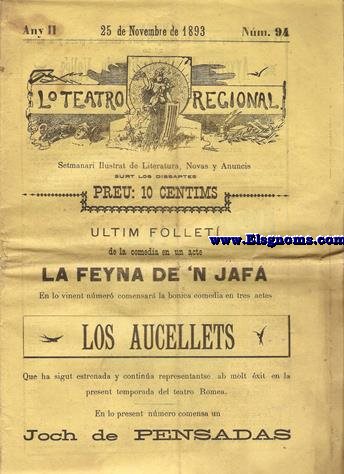 Any II 25 de Novembre de 1893 Núm. 94
LO TEATRO REGIONAL
Setmanari Ilustrat de Literatura, Novas y Anuncis
SURT LOS DISSAPTES
PREU: 10 CENTIMS
ULTIM FOLLETÍ
www.Elsgnoms.com
de la comedia en un acte
LA FEYNA DE 'N JAFÁ
En lo vinent número comensará la bonica comedia en tres actes
LOS AUCELLETS
Que ha sigut estrenada y continúa representantse ab molt éxit en la
present temporada del teatro Romea.
En lo present número comensa un
Joch de PENSADAS